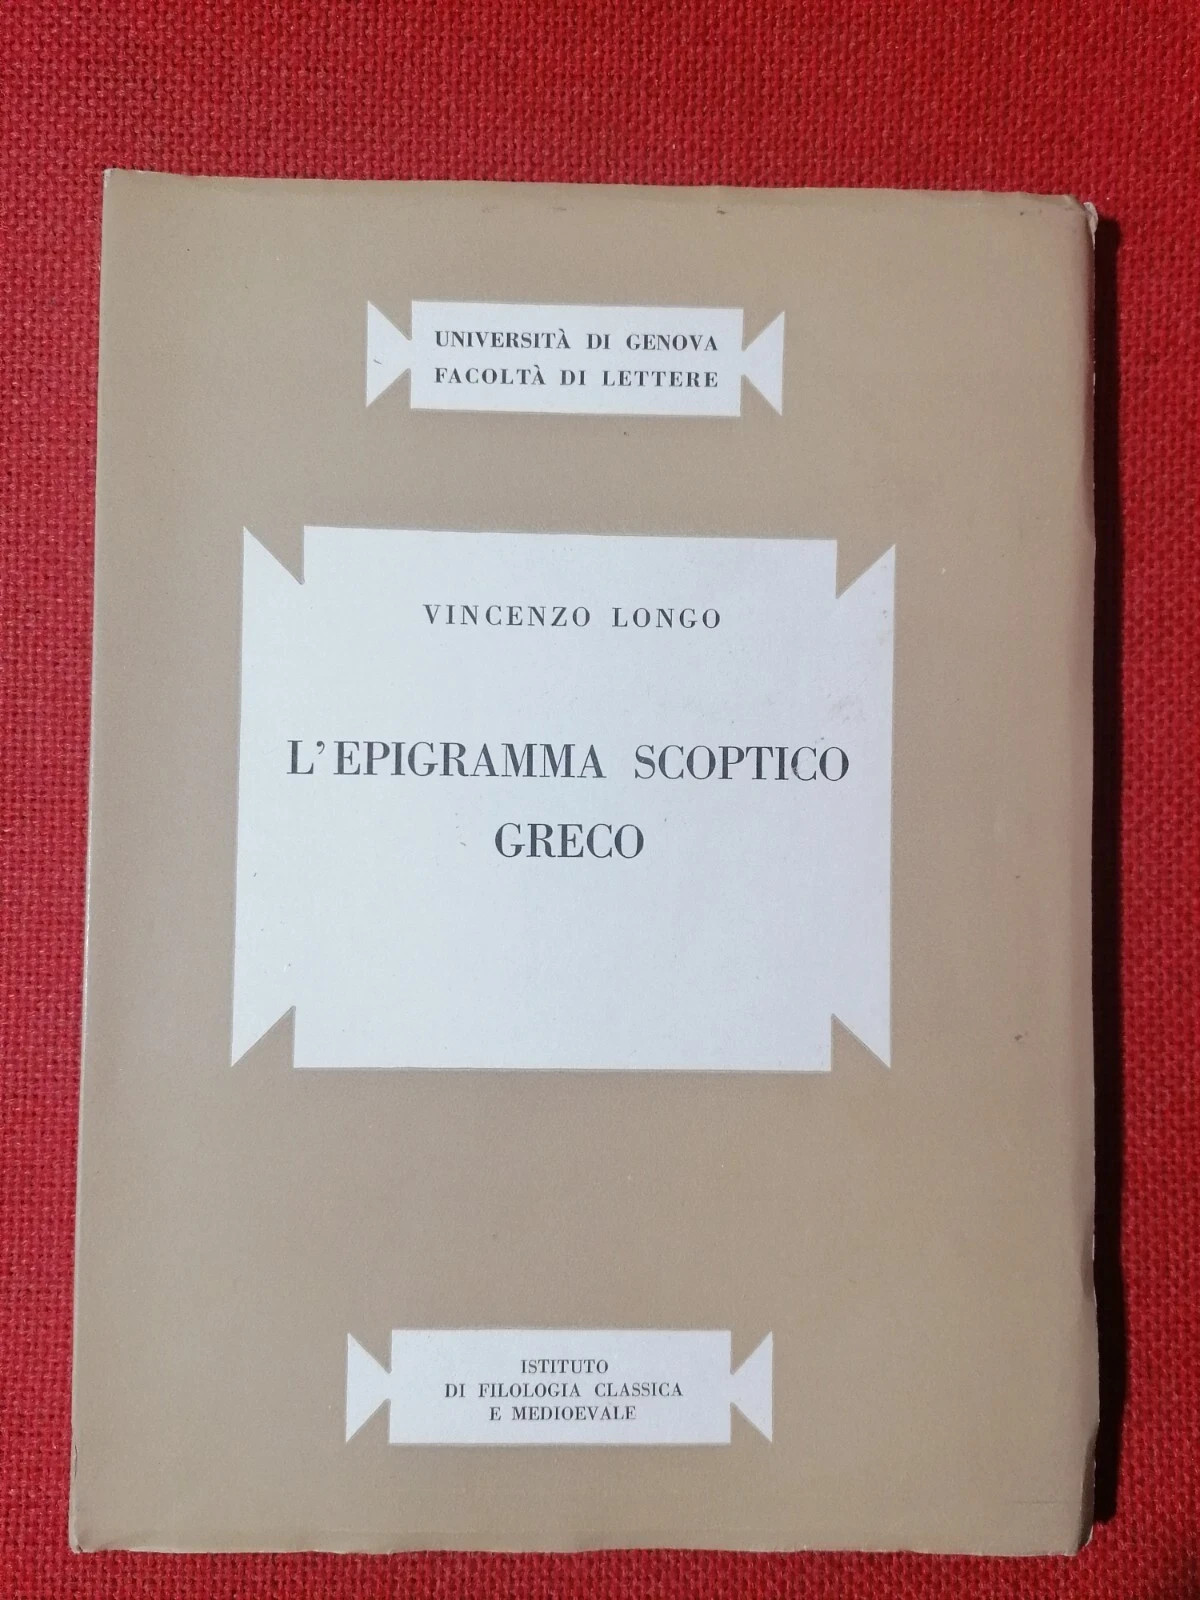 UNIVERSITÀ DI GENOVA
FACOLTÀ DI LETTERE
VINCENZO LONGO
L'EPIGRAMMA SCOPTICO
GRECO
ISTITUTO
DI FILOLOGIA CLASSICA
E MEDIOEVALE